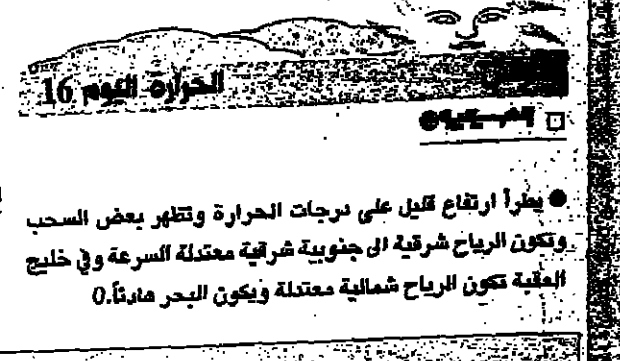 الحرارة اليوم 16
يطرأ ارتفاع قليل على درجات الحرارة وتظهر بعض السحب
وتكون الرياح شرقية الى جنوبية شرقية معتدلة السرعة وفي خليج
العقبة تكون الرياح شمالية معتدلة ويكون البحر هادئاً.()